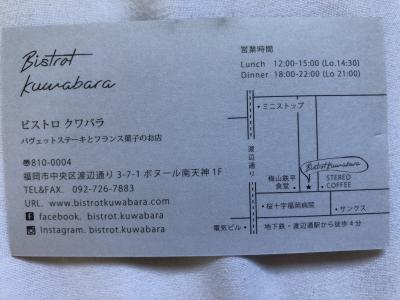 Bistrot
Kuwabara
ビストロ クワバラ
バヴェットステーキとフランス菓子のお店
〠810-0004
福岡市中央区渡辺通り 3-7-1 ボヌール南天神 1F
TEL&FAX. 092-726-7883
URL. www.bistrotkuwabara.com
facebook. bistrot.kuwabara
Instagram. bistrot.kuwabara
営業時間
Lunch 12:00-15:00 (Lo.14:30)
Dinner 18:00-22:00 (Lo 21:00)
ミニストップ
渡辺通り
Bistrot Kuwabara
梅山鉄平
食堂
STEREO
COFFEE
桜十字福岡病院
サンクス
電気ビル
地下鉄・渡辺通駅から徒歩4分